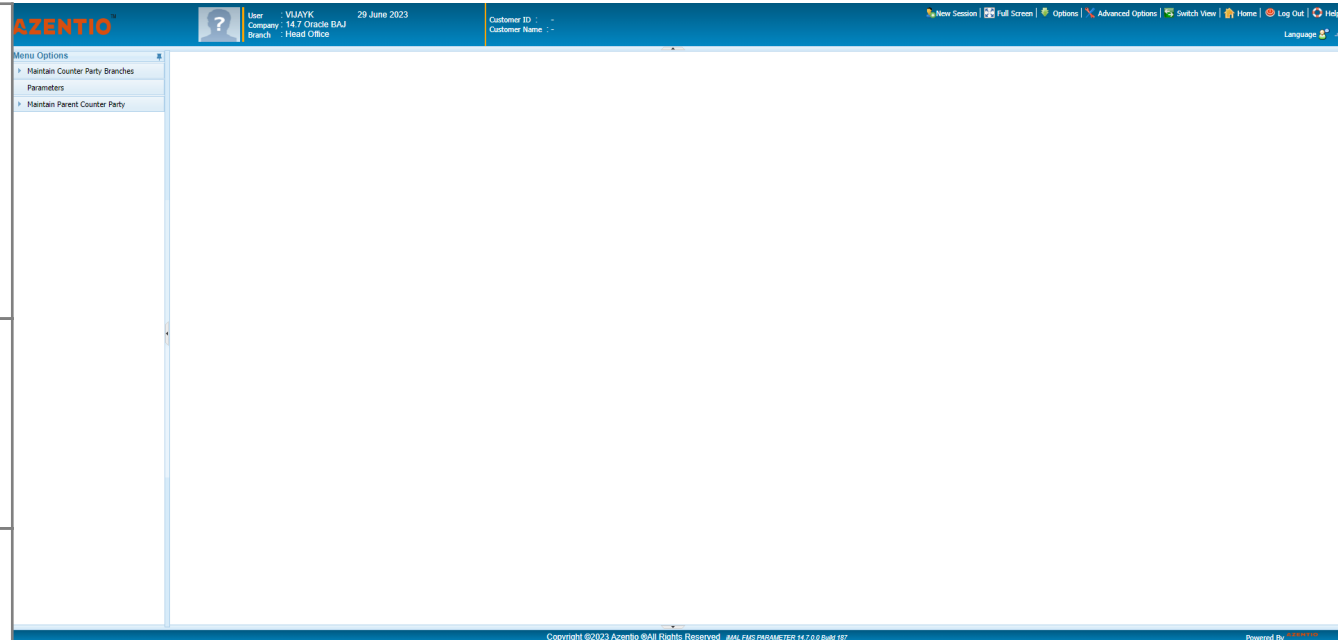 AZENTIO
User : VIJAYK 29 June 2023
Company : 14.7 Oracle BAJ
Branch : Head Office
Customer ID : -
Customer Name : -
New Session | Full Screen | Options | Advanced Options | Switch View | Home | Log Out | Help
Language
Menu Options
Maintain Counter Party Branches
Parameters
Maintain Parent Counter Party
Copyright ©2023 Azentio ®All Rights Reserved iMAL FMS PARAMETER 14.7.0.0 Build 187
Powered By AZENTIO